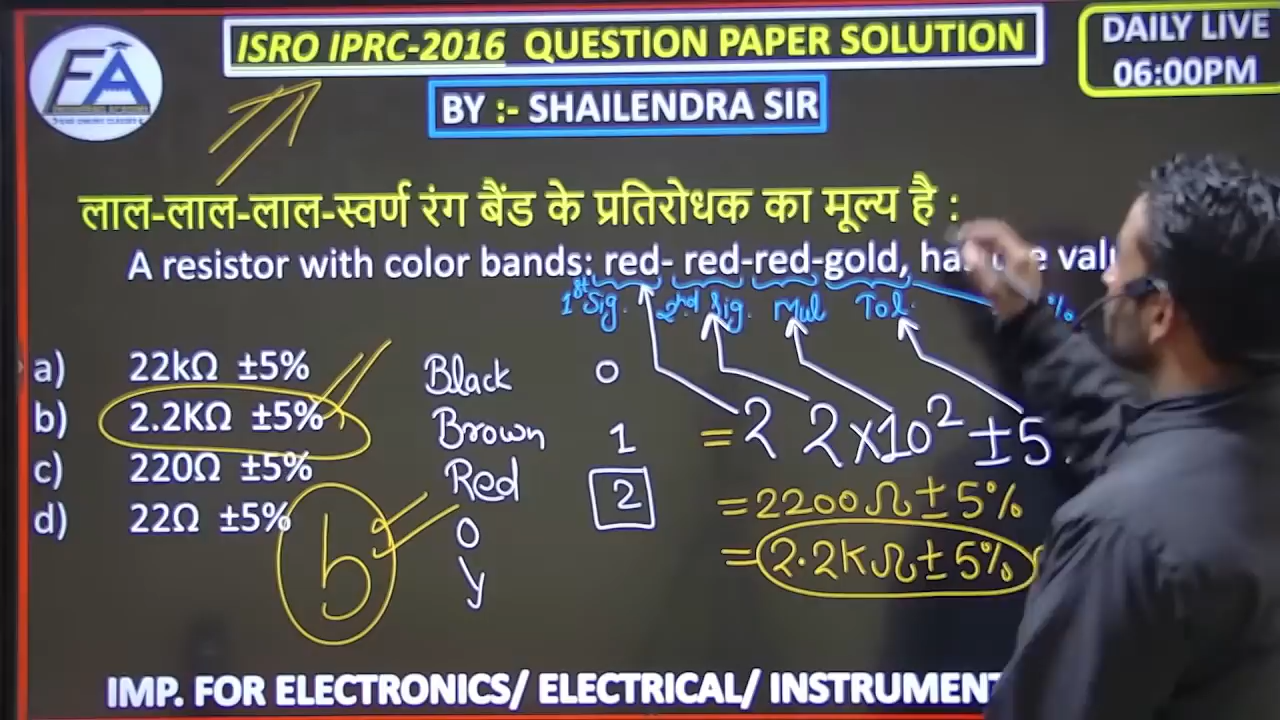 ISRO IPRC-2016 QUESTION PAPER SOLUTION
DAILY LIVE
06:00PM
BY :- SHAILENDRA SIR
EA
लाल-लाल-लाल-स्वर्ण रंग बैंड के प्रतिरोधक का मूल्य है :
A resistor with color bands: red- red-red-gold,
1st Sig. 2nd Sig. Mul Tol. %
a) 22kΩ ±5%
b) 2.2KΩ ±5%
c) 220Ω ±5%
d) 22Ω ±5%
b
Black 0
Brown 1
Red 2
O
Y
= 2 2 x10² ±5
= 2200Ω ± 5%
= 2.2KΩ ± 5%
IMP. FOR ELECTRONICS/ ELECTRICAL/ INSTRUMENT